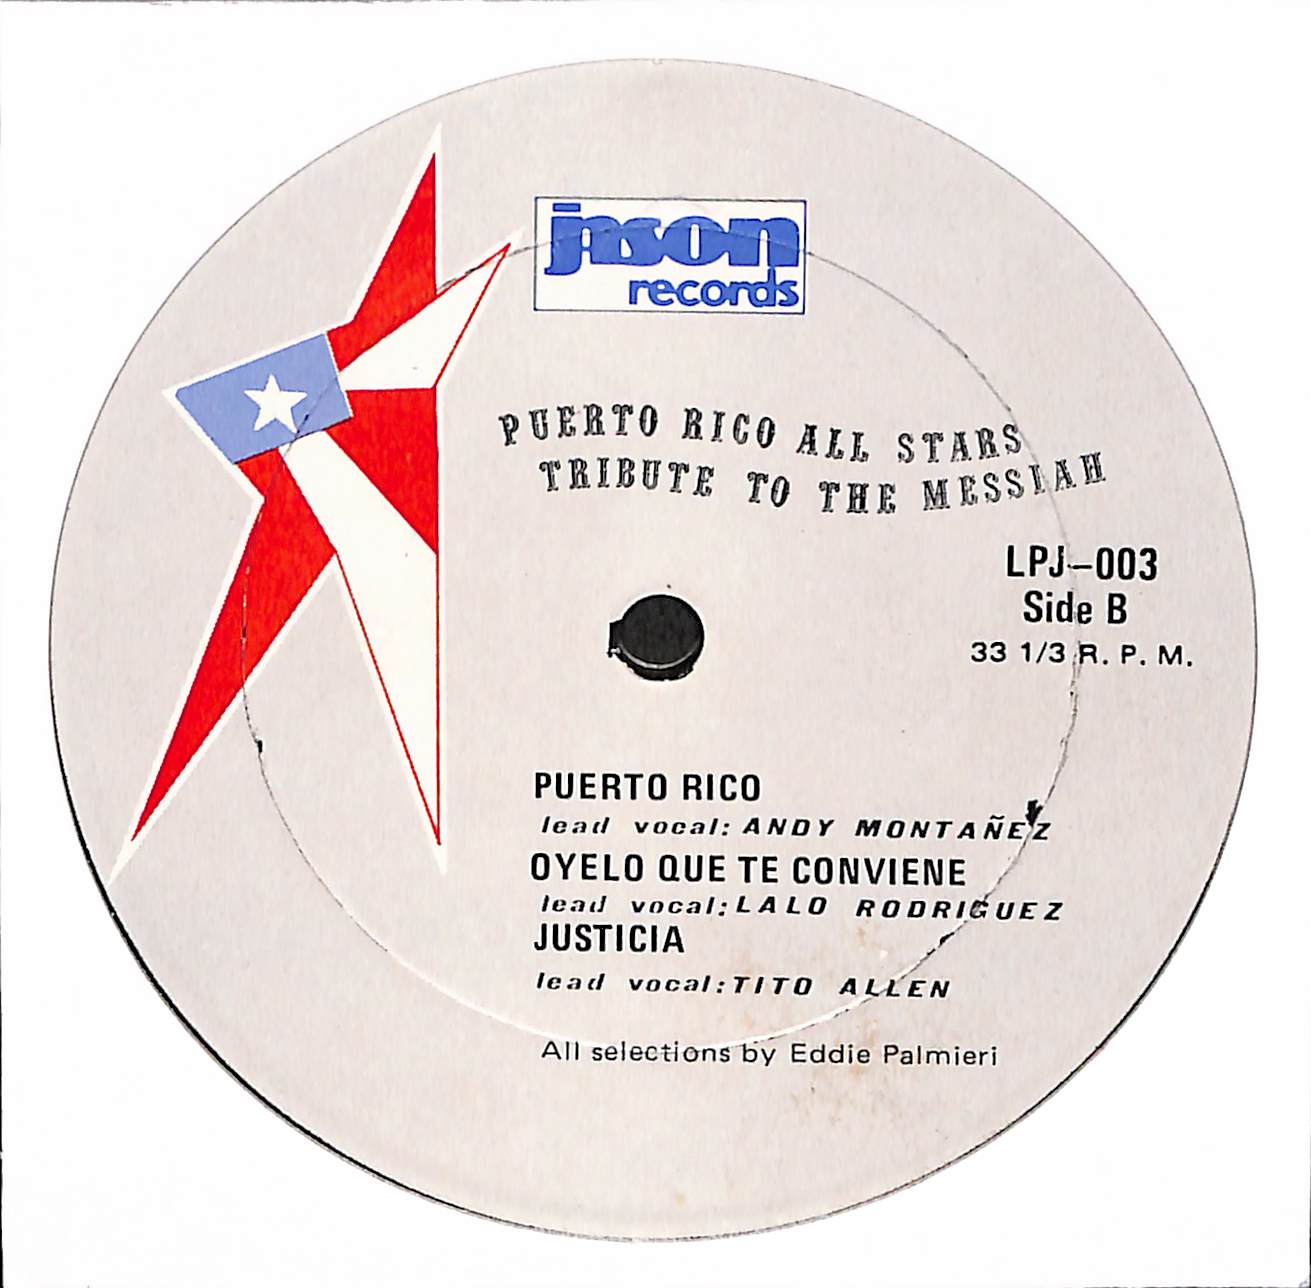 jason
records
PUERTO RICO ALL STARS
TRIBUTE TO THE MESSIAH
LPJ-003
Side B
33 1/3 R. P. M.
PUERTO RICO
lead vocal: ANDY MONTAÑEZ
OYELO QUE TE CONVIENE
lead vocal: LALO RODRIGUEZ
JUSTICIA
lead vocal: TITO ALLEN
All selections by Eddie Palmieri